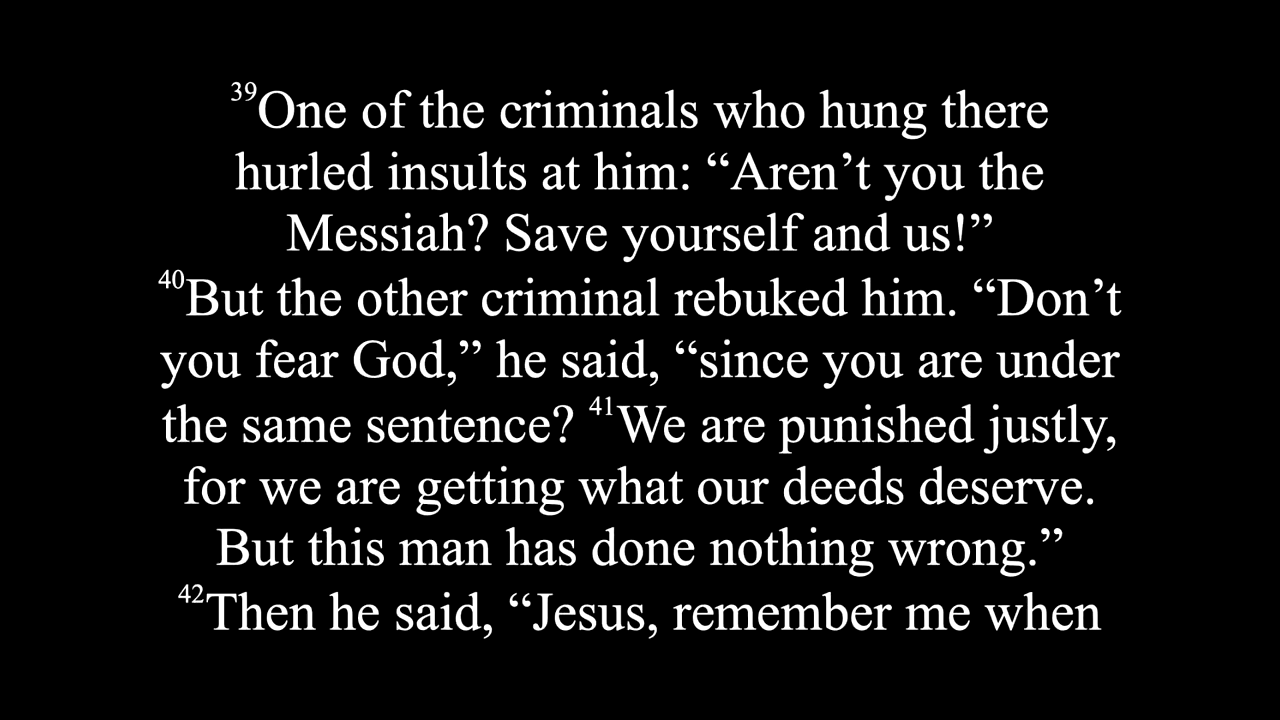 39One of the criminals who hung there
hurled insults at him: “Aren’t you the
Messiah? Save yourself and us!”
40But the other criminal rebuked him. “Don’t
you fear God,” he said, “since you are under
the same sentence? 41We are punished justly,
for we are getting what our deeds deserve.
But this man has done nothing wrong.”
42Then he said, “Jesus, remember me when